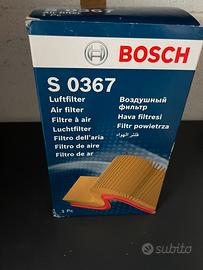 BOSCH
S 0367
Luftfilter
Air filter
Filtre à air
Luchtfilter
Filtro dell'aria
Filtro de aire
Filtro de ar
Воздушный
фильтр
Hava filtresi
Filtr powietrza
فلتر الهواء
1 Pc
subito